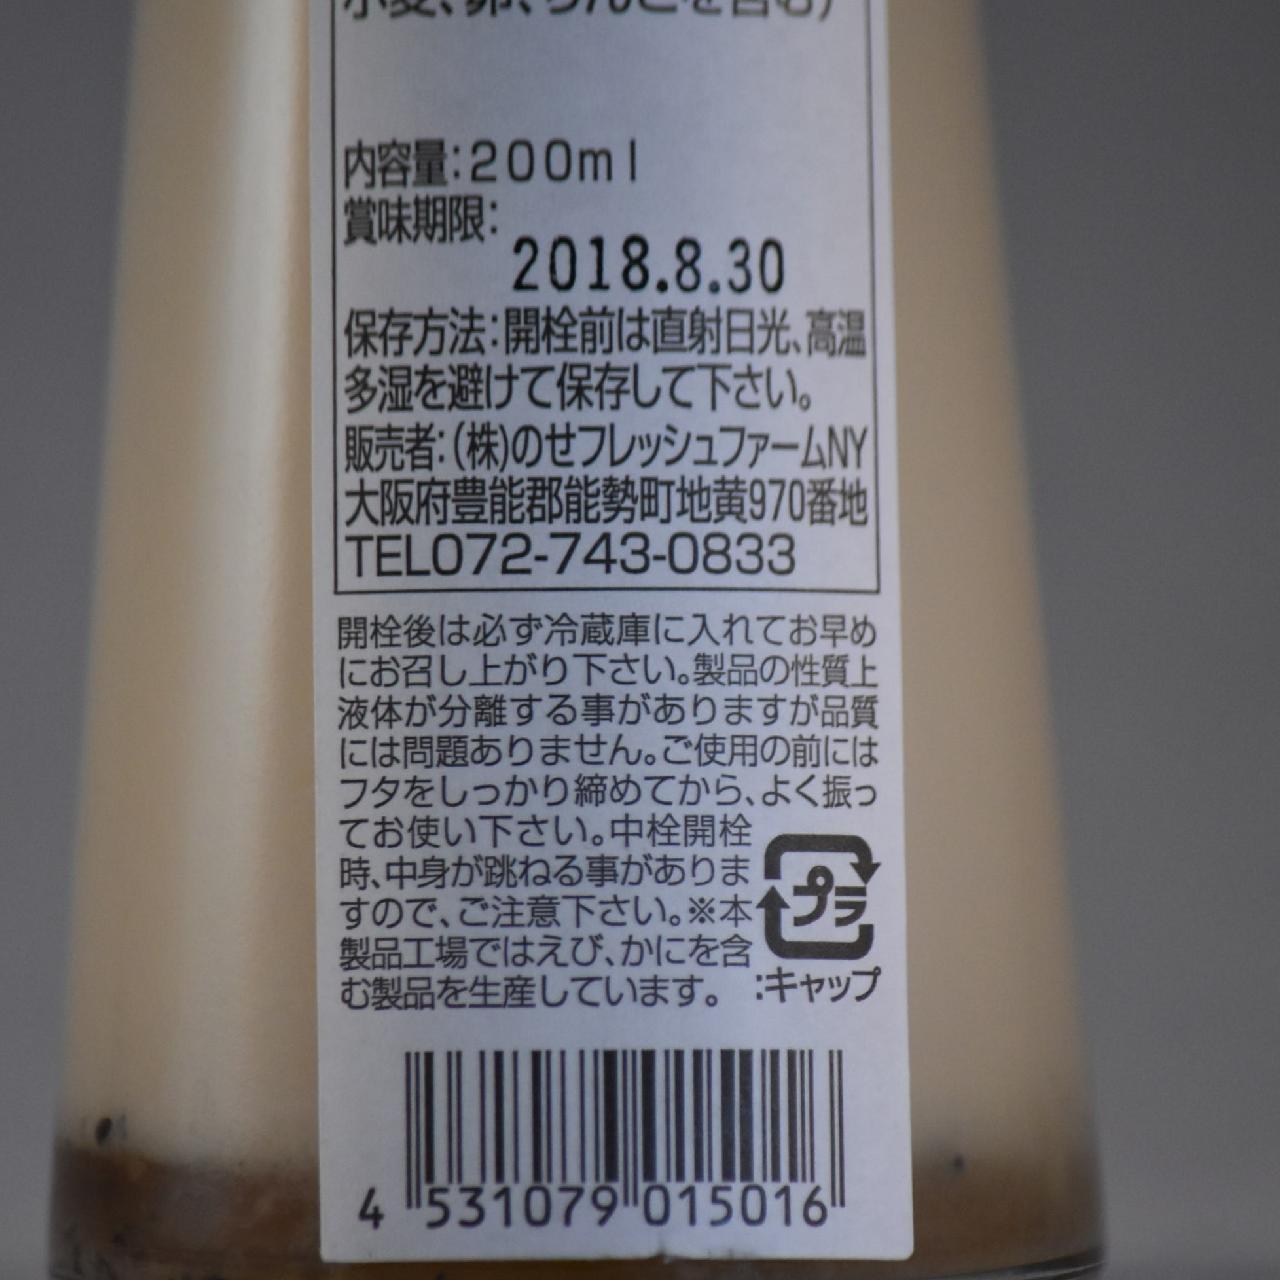 小麦、卵、りんごを含む)
内容量:200ml
賞味期限:
2018.8.30
保存方法:開栓前は直射日光、高温
多湿を避けて保存して下さい。
販売者:(株)のせフレッシュファームNY
大阪府豊能郡能勢町地黄970番地
TEL072-743-0833
開栓後は必ず冷蔵庫に入れてお早め
にお召し上がり下さい。製品の性質上
液体が分離する事がありますが品質
には問題ありません。ご使用の前には
フタをしっかり締めてから、よく振っ
てお使い下さい。中栓開栓
時、中身が跳ねる事がありま
すので、ご注意下さい。※本
製品工場ではえび、かにを含
む製品を生産しています。
プラ
:キャップ
4 531079 015016